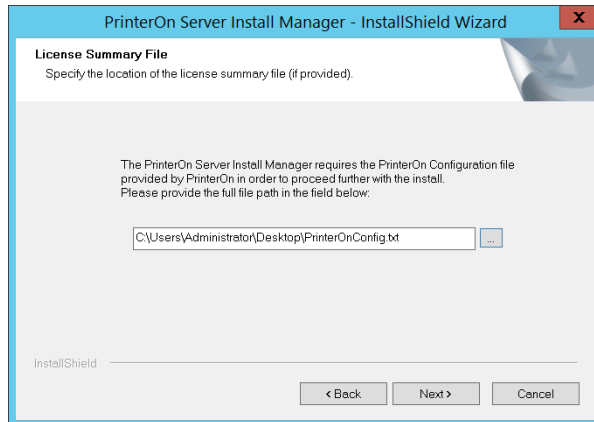 PrinterOn Server Install Manager - InstallShield Wizard
X
License Summary File
Specify the location of the license summary file (if provided).
The PrinterOn Server Install Manager requires the PrinterOn Configuration file
provided by PrinterOn in order to proceed further with the install.
Please provide the full file path in the field below:
C:\Users\Administrator\Desktop\PrinterOnConfig.txt
...
InstallShield
< Back
Next >
Cancel